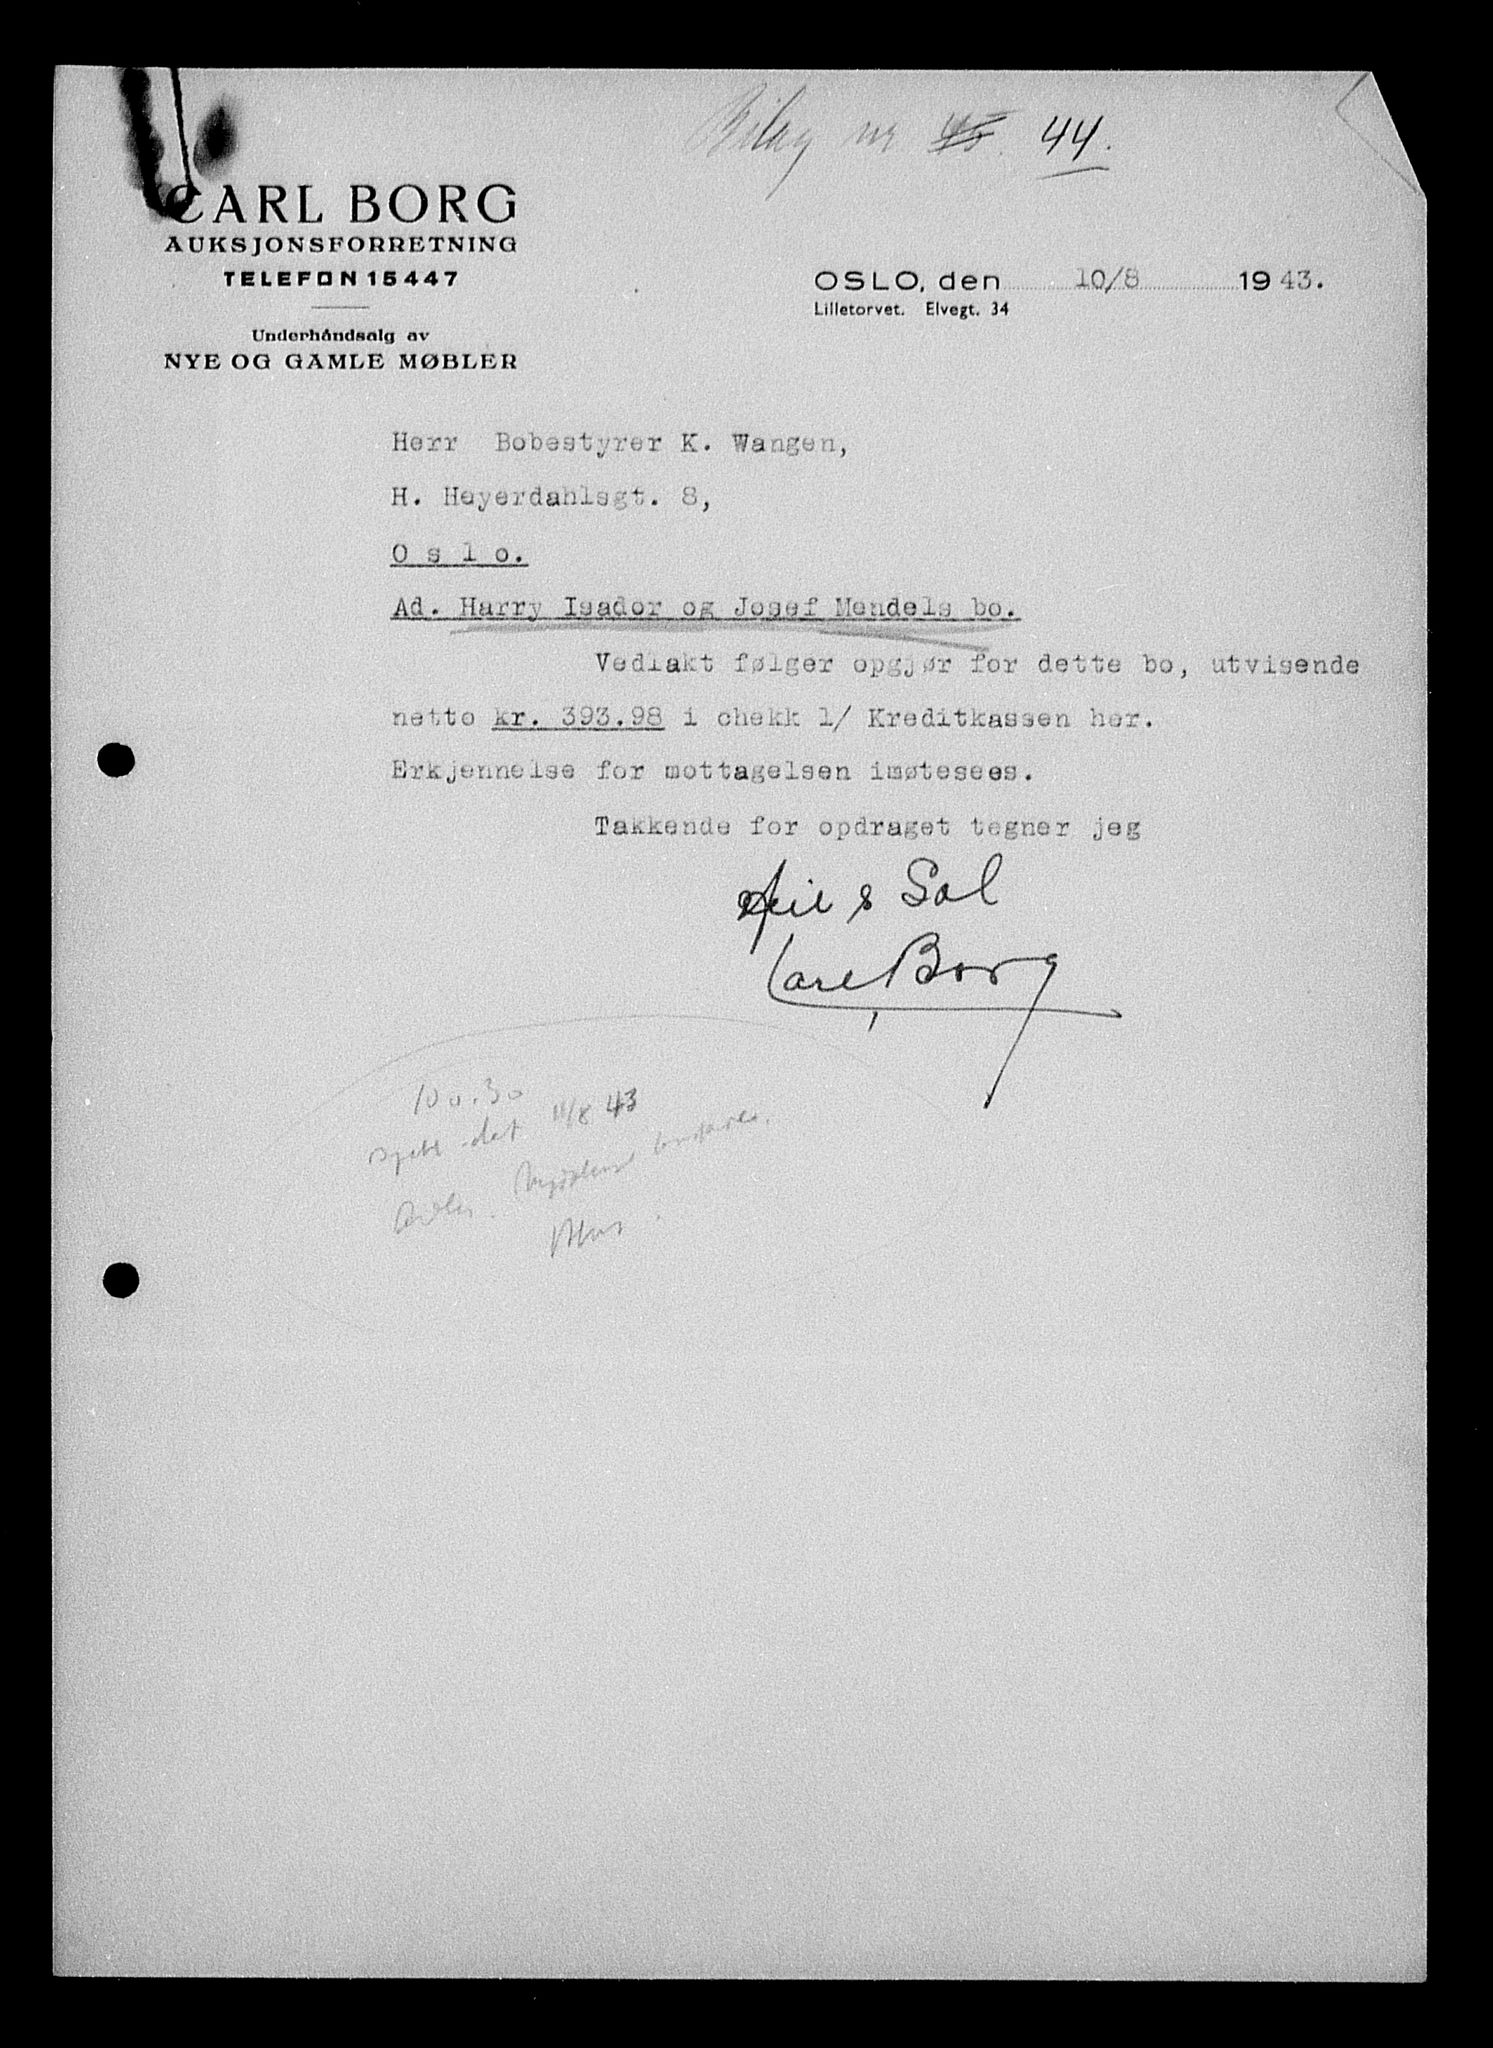 Bilag nr 45. 44.
CARL BORG
AUKSJONSFORRETNING
TELEFON 15447
Underhåndsalg av
NYE OG GAMLE MØBLER
OSLO, den 10/8 1943.
Lilletorvet. Elvegt. 34
Herr Bobestyrer K. Wangen,
H. Heyerdahlsgt. 8,
O s l o.
Ad. Harry Isador og Josef Mendels bo.
Vedlakt følger opgjør for dette bo, utvisende
netto kr. 393.98 i chekk 1/ Kreditkassen her.
Erkjennelse for mottagelsen imøtesees.
Takkende for opdraget tegner jeg
Heil & Sæl
Carl Borg
100.30
11/8 43